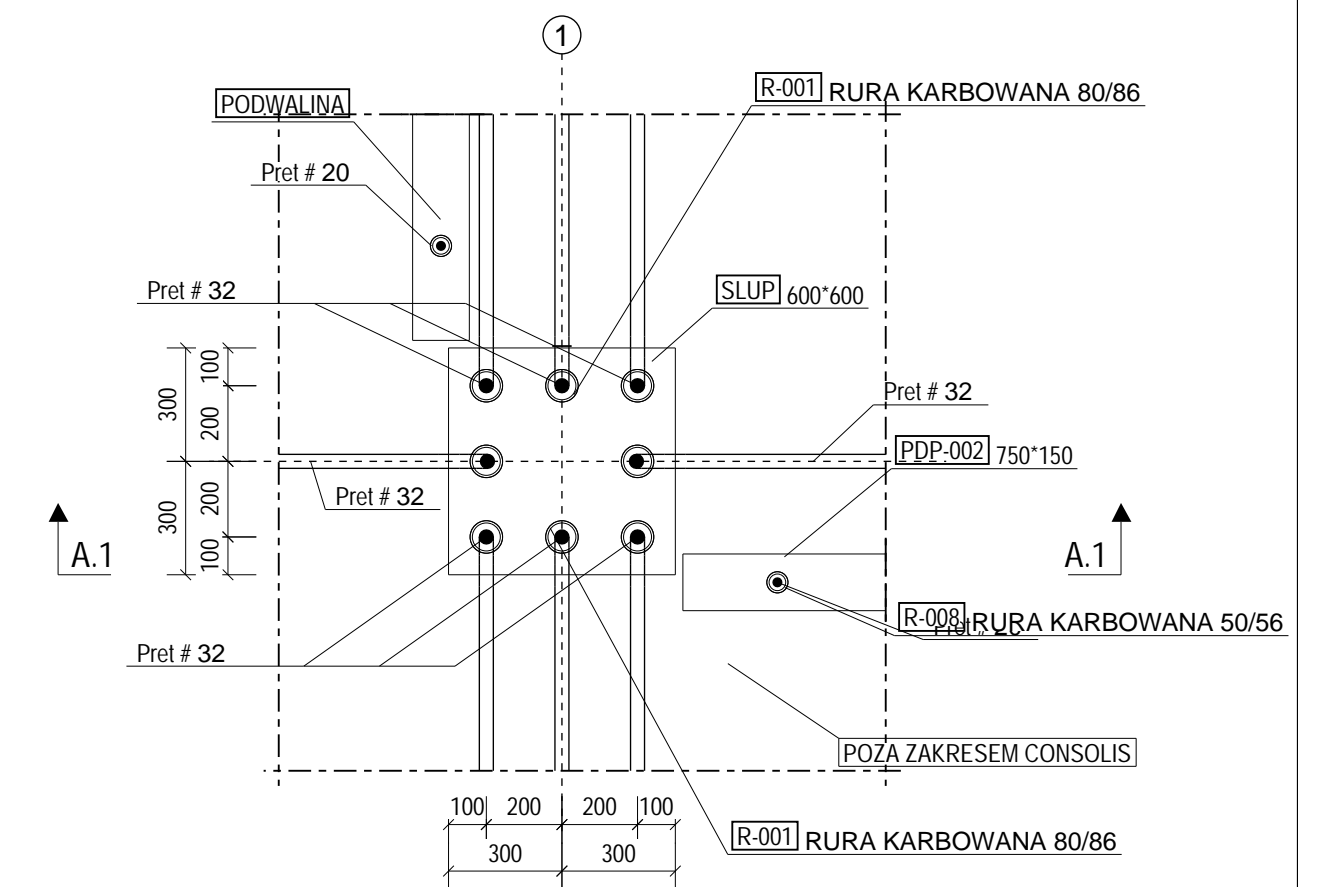 1
R-001 RURA KARBOWANA 80/86
PODWALINA
Pret # 20
SLUP 600*600
Pret # 32
100
300
200
Pret # 32
PDP-002 750*150
Pret # 32
200
300
100
A.1
A.1
R-008 RURA KARBOWANA 50/56
Pret # 20
Pret # 32
POZA ZAKRESEM CONSOLIS
100 200 200 100
300 300
R-001 RURA KARBOWANA 80/86